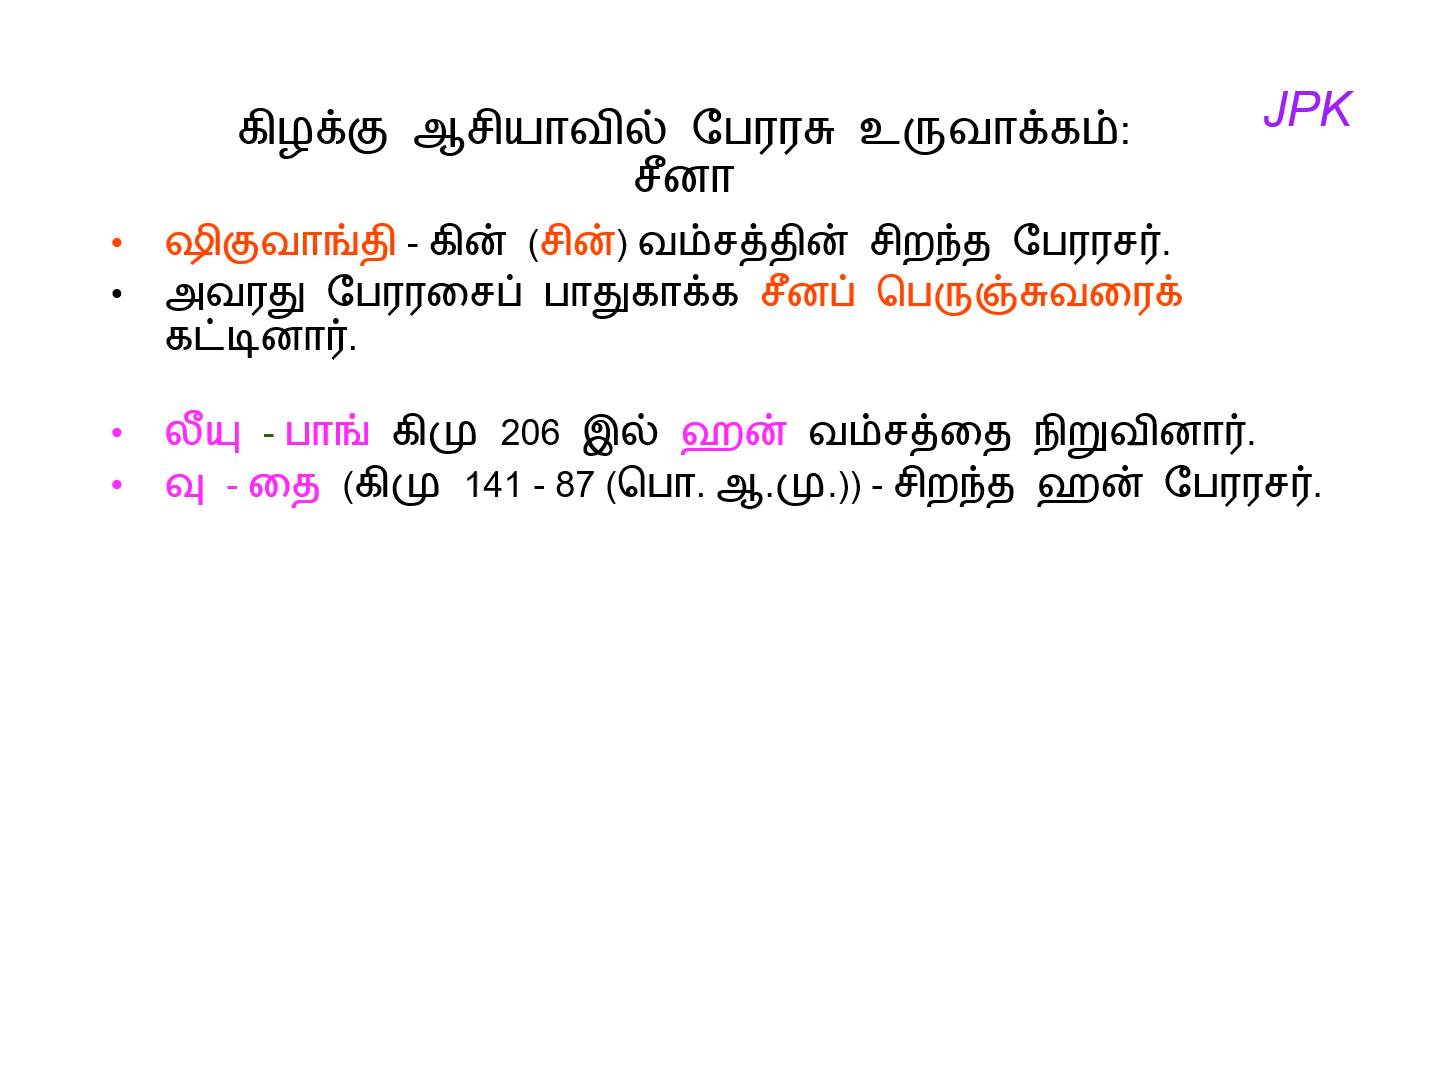 JPK
கிழக்கு ஆசியாவில் பேரரசு உருவாக்கம்:
சீனா
• ஷிகுவாங்தி - கின் (சின்) வம்சத்தின் சிறந்த பேரரசர்.
• அவரது பேரரசைப் பாதுகாக்க சீனப் பெருஞ்சுவரைக்
கட்டினார்.
• லீயு - பாங் கிமு 206 இல் ஹன் வம்சத்தை நிறுவினார்.
• வு - தை (கிமு 141 - 87 (பொ. ஆ.மு.)) - சிறந்த ஹன் பேரரசர்.